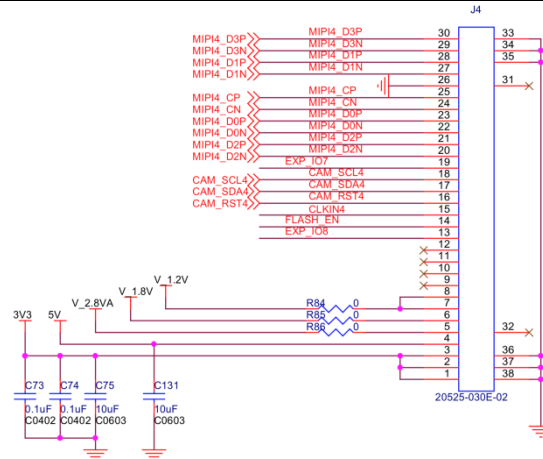 J4
MIPI4_D3P MIPI4_D3P 30 33
MIPI4_D3N MIPI4_D3N 29 34
MIPI4_D1P MIPI4_D1P 28 35
MIPI4_D1N MIPI4_D1N 27
26 31
MIPI4_CP MIPI4_CP 25
MIPI4_CN MIPI4_CN 24
MIPI4_D0P MIPI4_D0P 23
MIPI4_D0N MIPI4_D0N 22
MIPI4_D2P MIPI4_D2P 21
MIPI4_D2N MIPI4_D2N 20
EXP_IO7 19
CAM_SCL4 CAM_SCL4 18
CAM_SDA4 CAM_SDA4 17
CAM_RST4 CAM_RST4 16
CLKIN4 15
FLASH_EN 14
EXP_IO8 13
12
11
10
9
V_1.2V 8
V_1.8V R84 0 7
V_2.8VA R85 0 6
3V3 5V R86 0 5 32
4
3 36
2 37
1 38
C73 C74 C75 C131 20525-030E-02
0.1uF 0.1uF 10uF 10uF
C0402 C0402 C0603 C0603